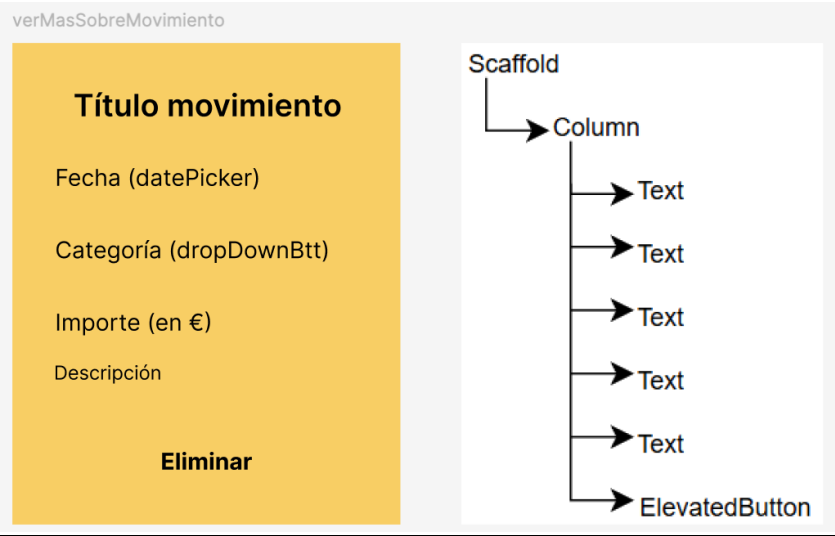 verMasSobreMovimiento
Título movimiento
Fecha (datePicker)
Categoría (dropDownBtt)
Importe (en €)
Descripción
Eliminar
Scaffold
Column
Text
Text
Text
Text
Text
ElevatedButton